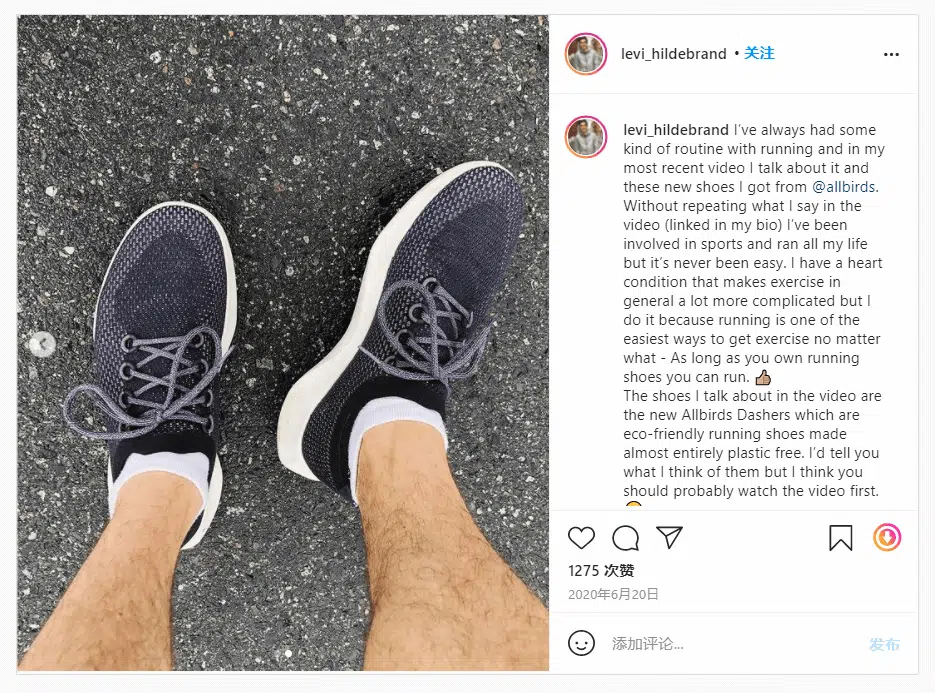 levi_hildebrand • 关注
levi_hildebrand I’ve always had some
kind of routine with running and in my
most recent video I talk about it and
these new shoes I got from @allbirds.
Without repeating what I say in the
video (linked in my bio) I’ve been
involved in sports and ran all my life
but it’s never been easy. I have a heart
condition that makes exercise in
general a lot more complicated but I
do it because running is one of the
easiest ways to get exercise no matter
what - As long as you own running
shoes you can run. 👍🏽
The shoes I talk about in the video are
the new Allbirds Dashers which are
eco-friendly running shoes made
almost entirely plastic free. I’d tell you
what I think of them but I think you
should probably watch the video first.
1275 次赞
2020年6月20日
添加评论...
发布